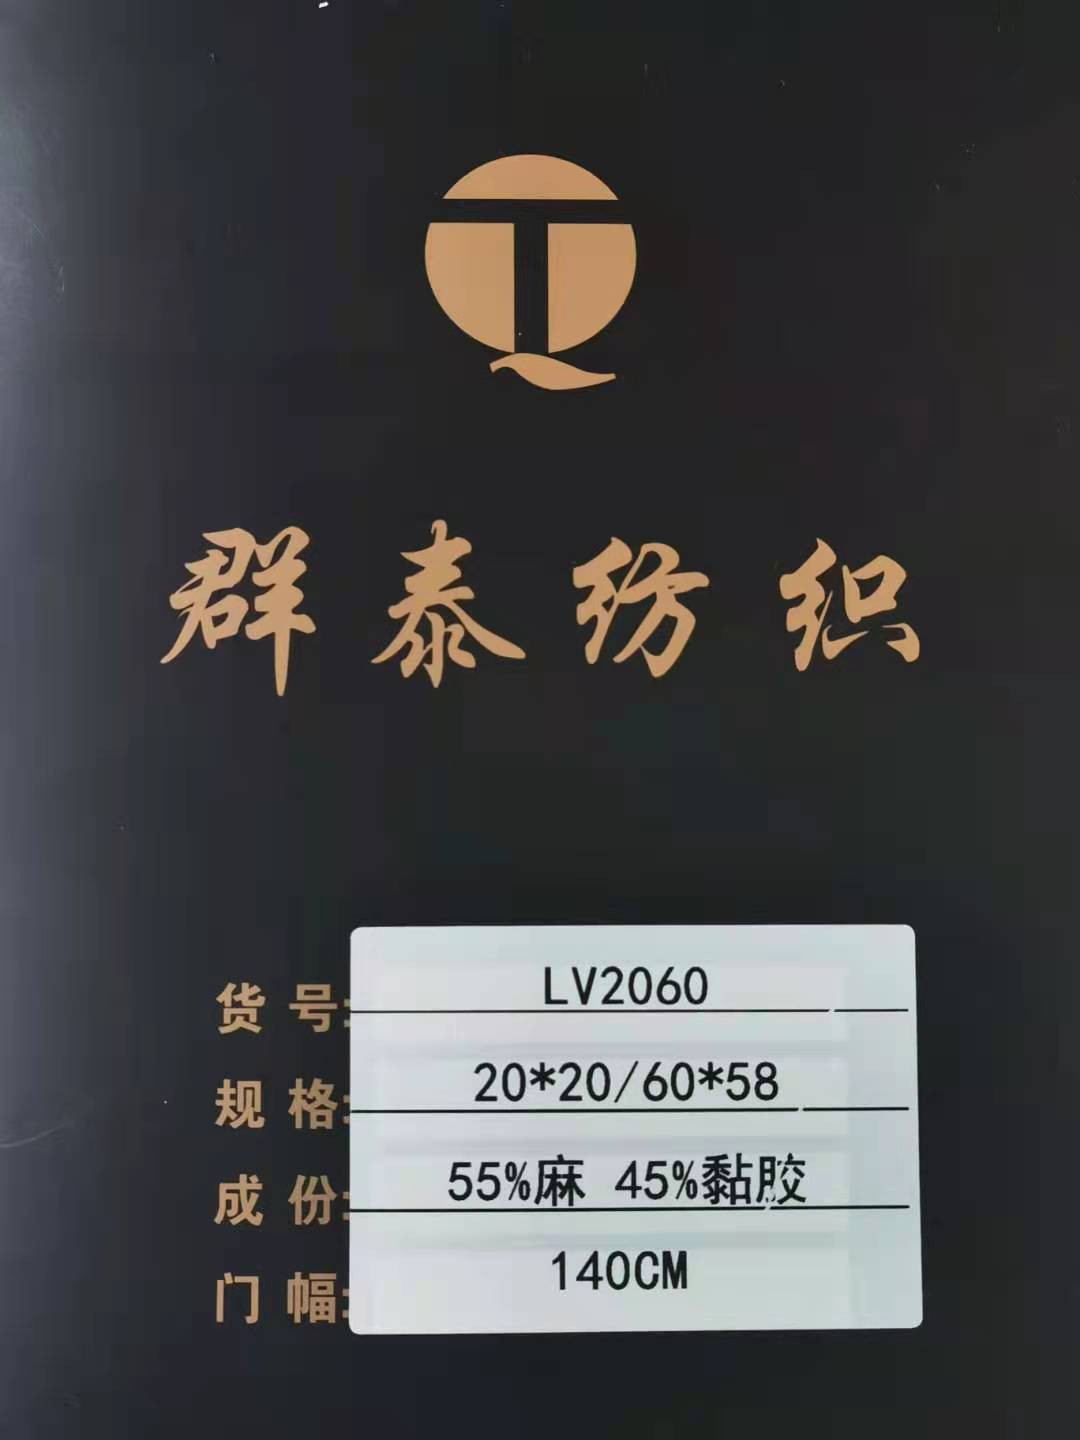 群泰纺织
货号: LV2060
规格: 20*20/60*58
成份: 55%麻 45%黏胶
门幅: 140CM